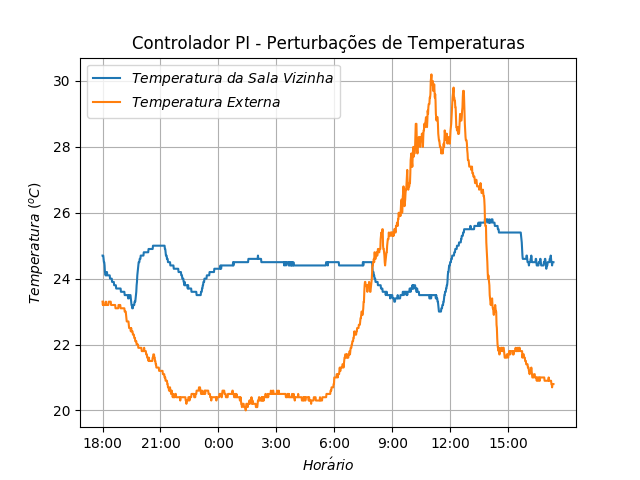 Controlador PI - Perturbações de Temperaturas
Temperatura da Sala Vizinha
Temperatura Externa
Temperatura (°C)
30
28
26
24
22
20
18:00 21:00 0:00 3:00 6:00 9:00 12:00 15:00
Horário